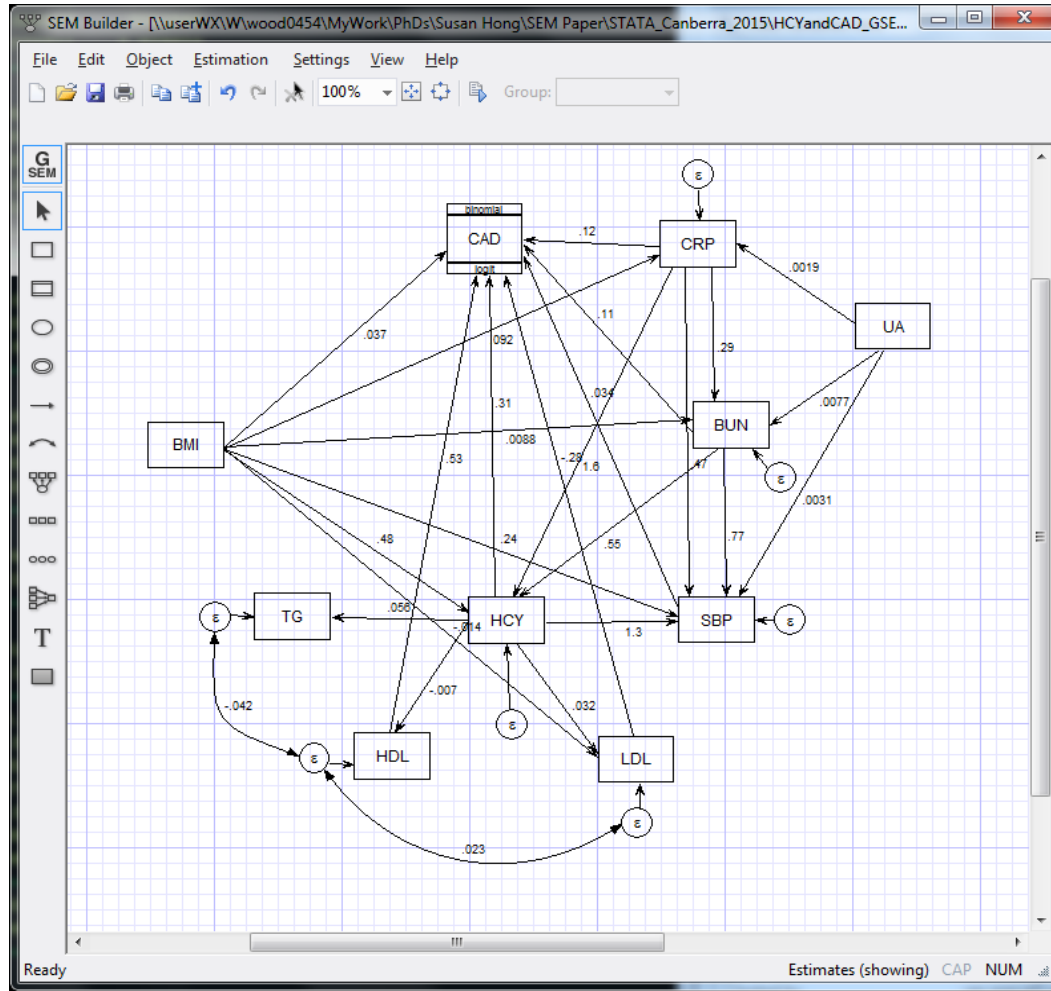 SEM Builder - [\\userWX\W\wood0454\MyWork\PhDs\Susan Hong\SEM Paper\STATA_Canberra_2015\HCYandCAD_GSE...
File Edit Object Estimation Settings View Help
100% Group:
G
SEM
T
ε
binomial
CAD
logit
.12
CRP
.0019
UA
.037
.092
.11
.29
.31
.034
.0077
BMI
.0088
BUN
.53
-.28
1.6
.47
ε
.0031
.48
.24
.55
.77
ε
TG
.056
-.014
HCY
1.3
SBP
ε
-.007
.032
-.042
ε
ε
HDL
LDL
ε
.023
Ready Estimates (showing) CAP NUM